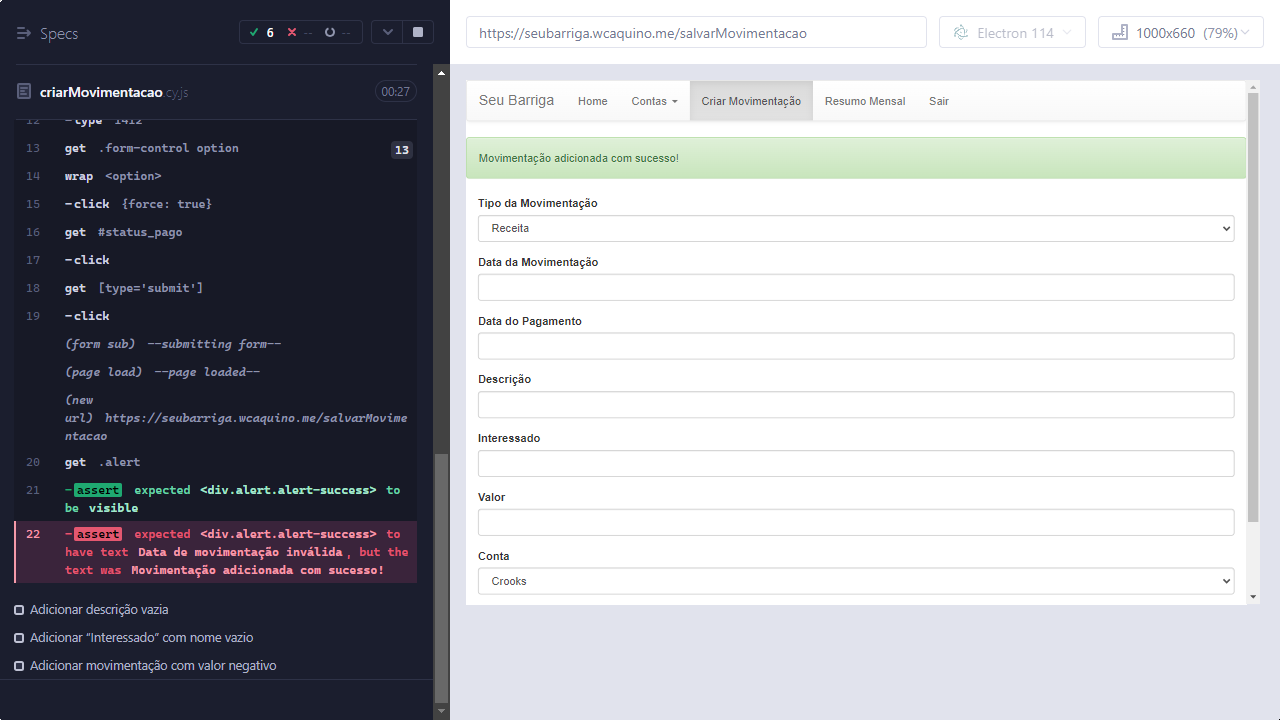 Specs
6
--
--
criarMovimentacao.cy.js
00:27
12 -type 1412
13 get .form-control option 13
14 wrap <option>
15 -click {force: true}
16 get #status_pago
17 -click
18 get [type='submit']
19 -click
(form sub) --submitting form--
(page load) --page loaded--
(new
url) https://seubarriga.wcaquino.me/salvarMovime
ntacao
20 get .alert
21 -assert expected <div.alert.alert-success> to
be visible
22 -assert expected <div.alert.alert-success> to
have text Data de movimentação inválida, but the
text was Movimentação adicionada com sucesso!
Adicionar descrição vazia
Adicionar “Interessado” com nome vazio
Adicionar movimentação com valor negativo
https://seubarriga.wcaquino.me/salvarMovimentacao
Electron 114
1000x660 (79%)
Seu Barriga Home Contas Criar Movimentação Resumo Mensal Sair
Movimentação adicionada com sucesso!
Tipo da Movimentação
Receita
Data da Movimentação
Data do Pagamento
Descrição
Interessado
Valor
Conta
Crooks